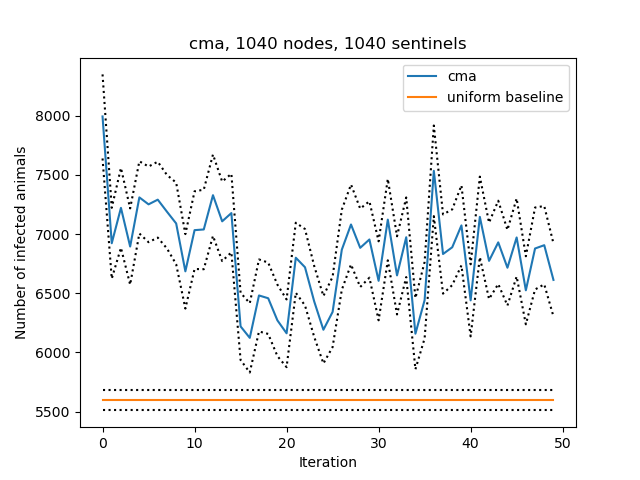 cma, 1040 nodes, 1040 sentinels
cma
uniform baseline
Number of infected animals
8000
7500
7000
6500
6000
5500
0 10 20 30 40 50
Iteration